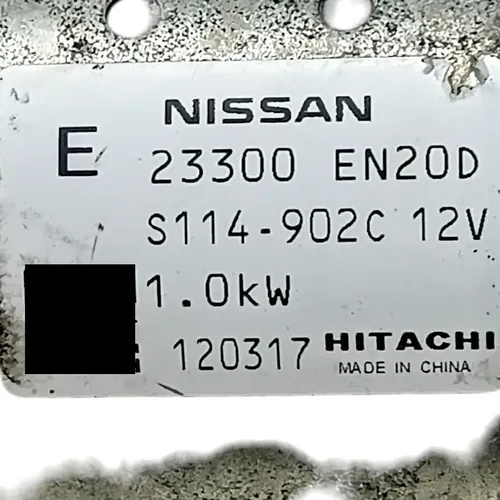 NISSAN
E 23300 EN20D
S114-902C 12V
1.0kW
120317 HITACHI
MADE IN CHINA